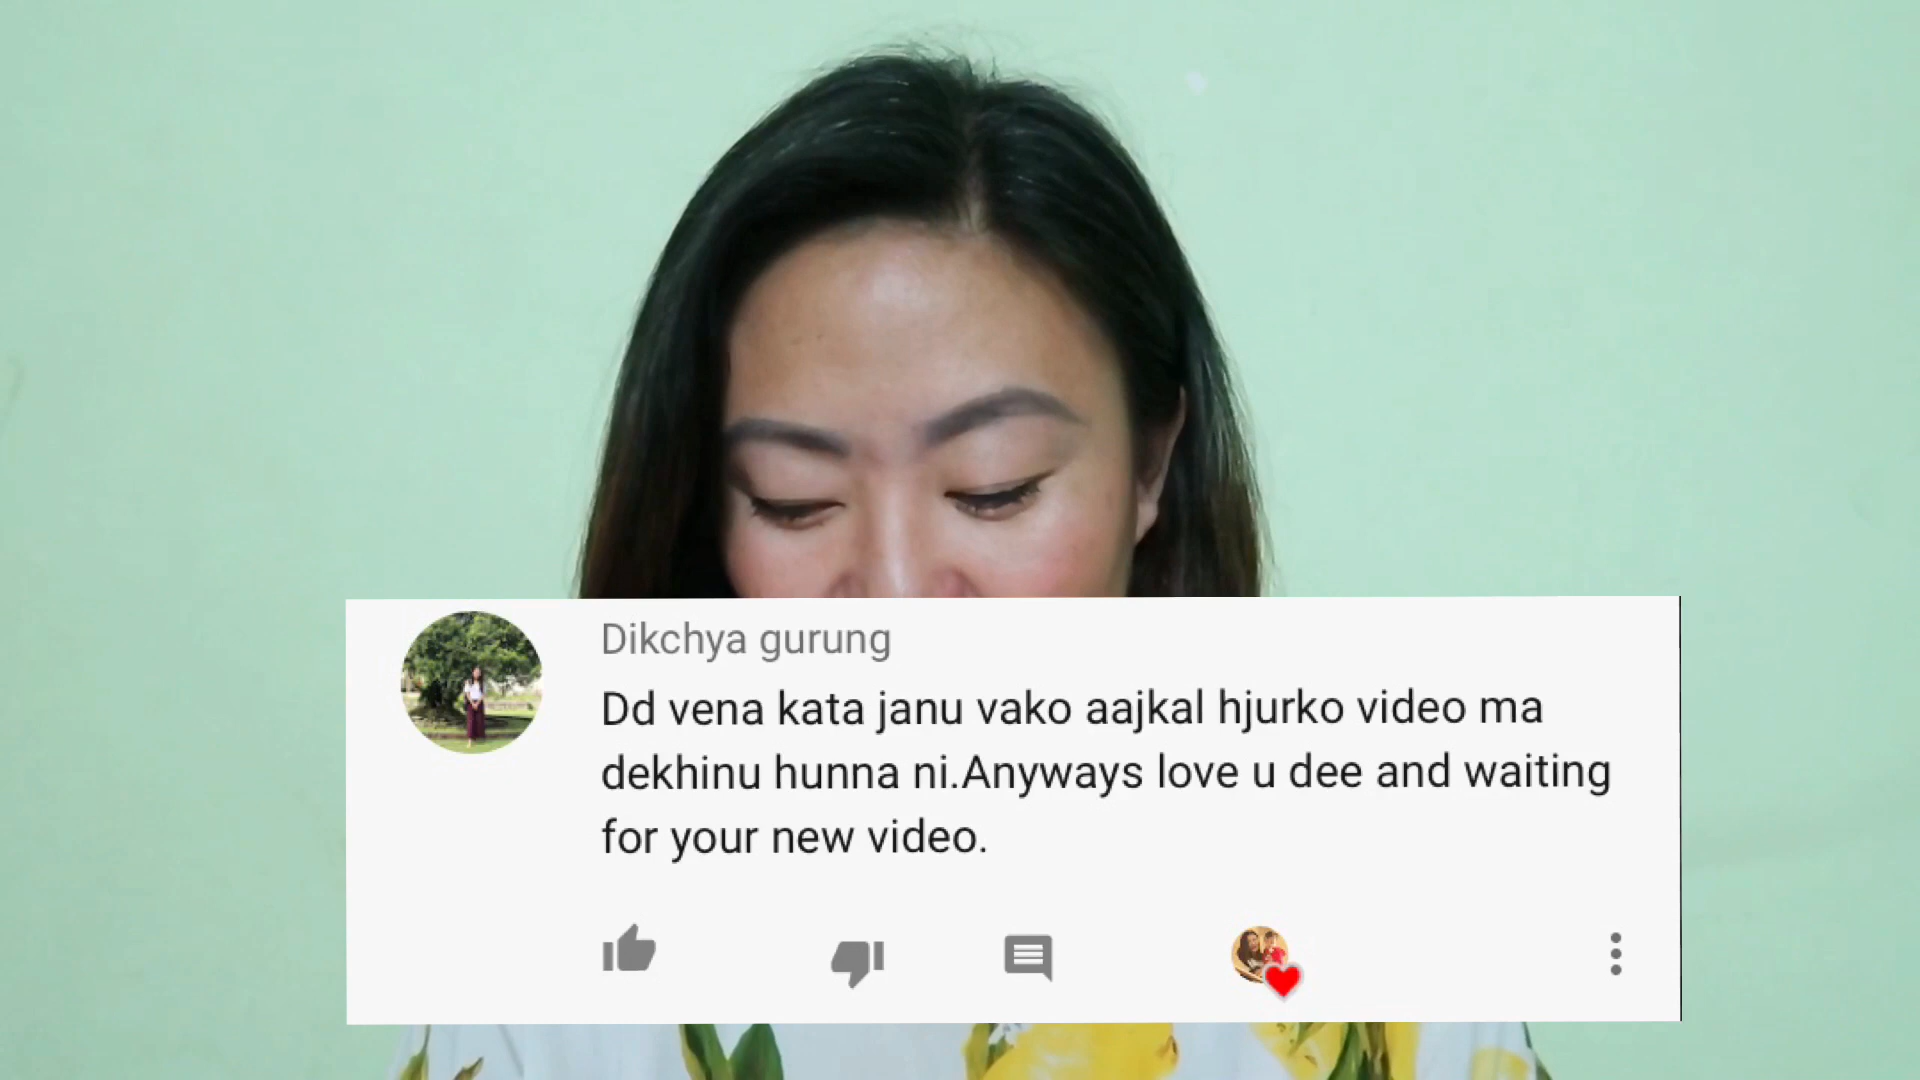 Dikchya gurung
Dd vena kata janu vako aajkal hjurko video ma
dekhinu hunna ni.Anyways love u dee and waiting
for your new video.